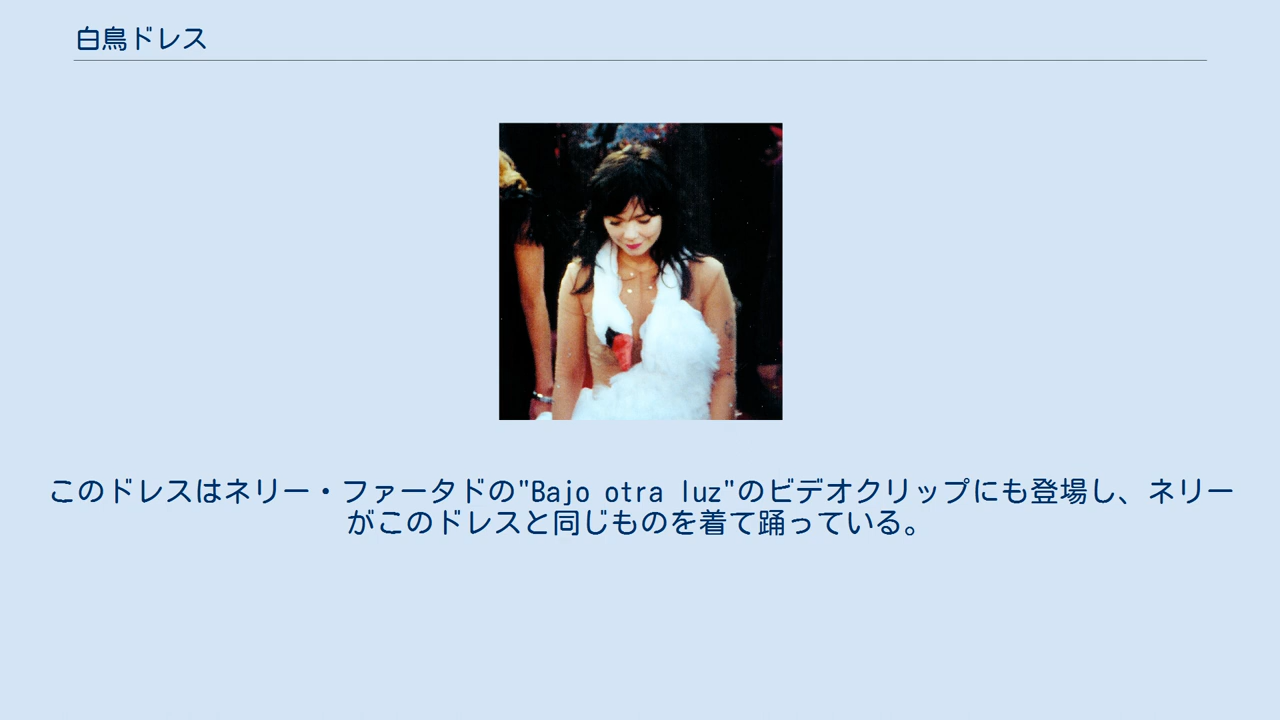 白鳥ドレス
このドレスはネリー・ファータドの"Bajo otra luz"のビデオクリップにも登場し、ネリー
がこのドレスと同じものを着て踊っている。